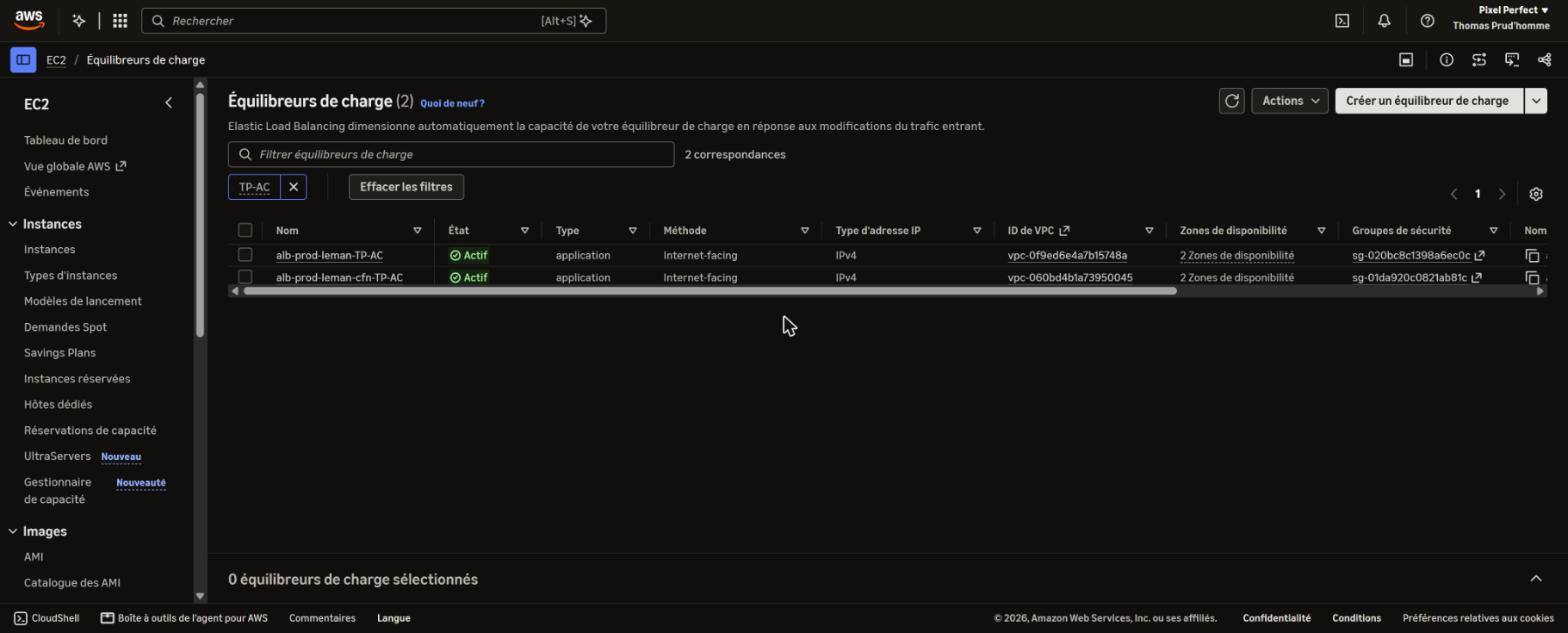 aws
Rechercher [Alt+S]
Pixel Perfect
Thomas Prud'homme
EC2 / Équilibreurs de charge
EC2
Tableau de bord
Vue globale AWS
Événements
Instances
Instances
Types d'instances
Modèles de lancement
Demandes Spot
Savings Plans
Instances réservées
Hôtes dédiés
Réservations de capacité
UltraServers Nouveau
Gestionnaire Nouveauté
de capacité
Images
AMI
Catalogue des AMI
Équilibreurs de charge (2) Quoi de neuf ?
Actions
Créer un équilibreur de charge
Elastic Load Balancing dimensionne automatiquement la capacité de votre équilibreur de charge en réponse aux modifications du trafic entrant.
Filtrer équilibreurs de charge
2 correspondances
TP-AC
Effacer les filtres
1
Nom État Type Méthode Type d'adresse IP ID de VPC Zones de disponibilité Groupes de sécurité Nom
alb-prod-leman-TP-AC Actif application Internet-facing IPv4 vpc-0f9ed6e4a7b15748a 2 Zones de disponibilité sg-020bc8c1398a6ec0c
alb-prod-leman-cfn-TP-AC Actif application Internet-facing IPv4 vpc-060bd4b1a73950045 2 Zones de disponibilité sg-01da920c0821ab81c
0 équilibreurs de charge sélectionnés
CloudShell Boîte à outils de l'agent pour AWS Commentaires Langue © 2026, Amazon Web Services, Inc. ou ses affiliés. Confidentialité Conditions Préférences relatives aux cookies